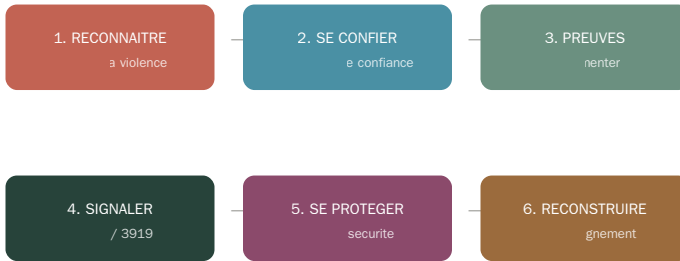 1. RECONNAITRE
violence
2. SE CONFIER
confiance
3. PREUVES
4. SIGNALER
/ 3919
5. SE PROTEGER
securite
6. RECONSTRUIRE